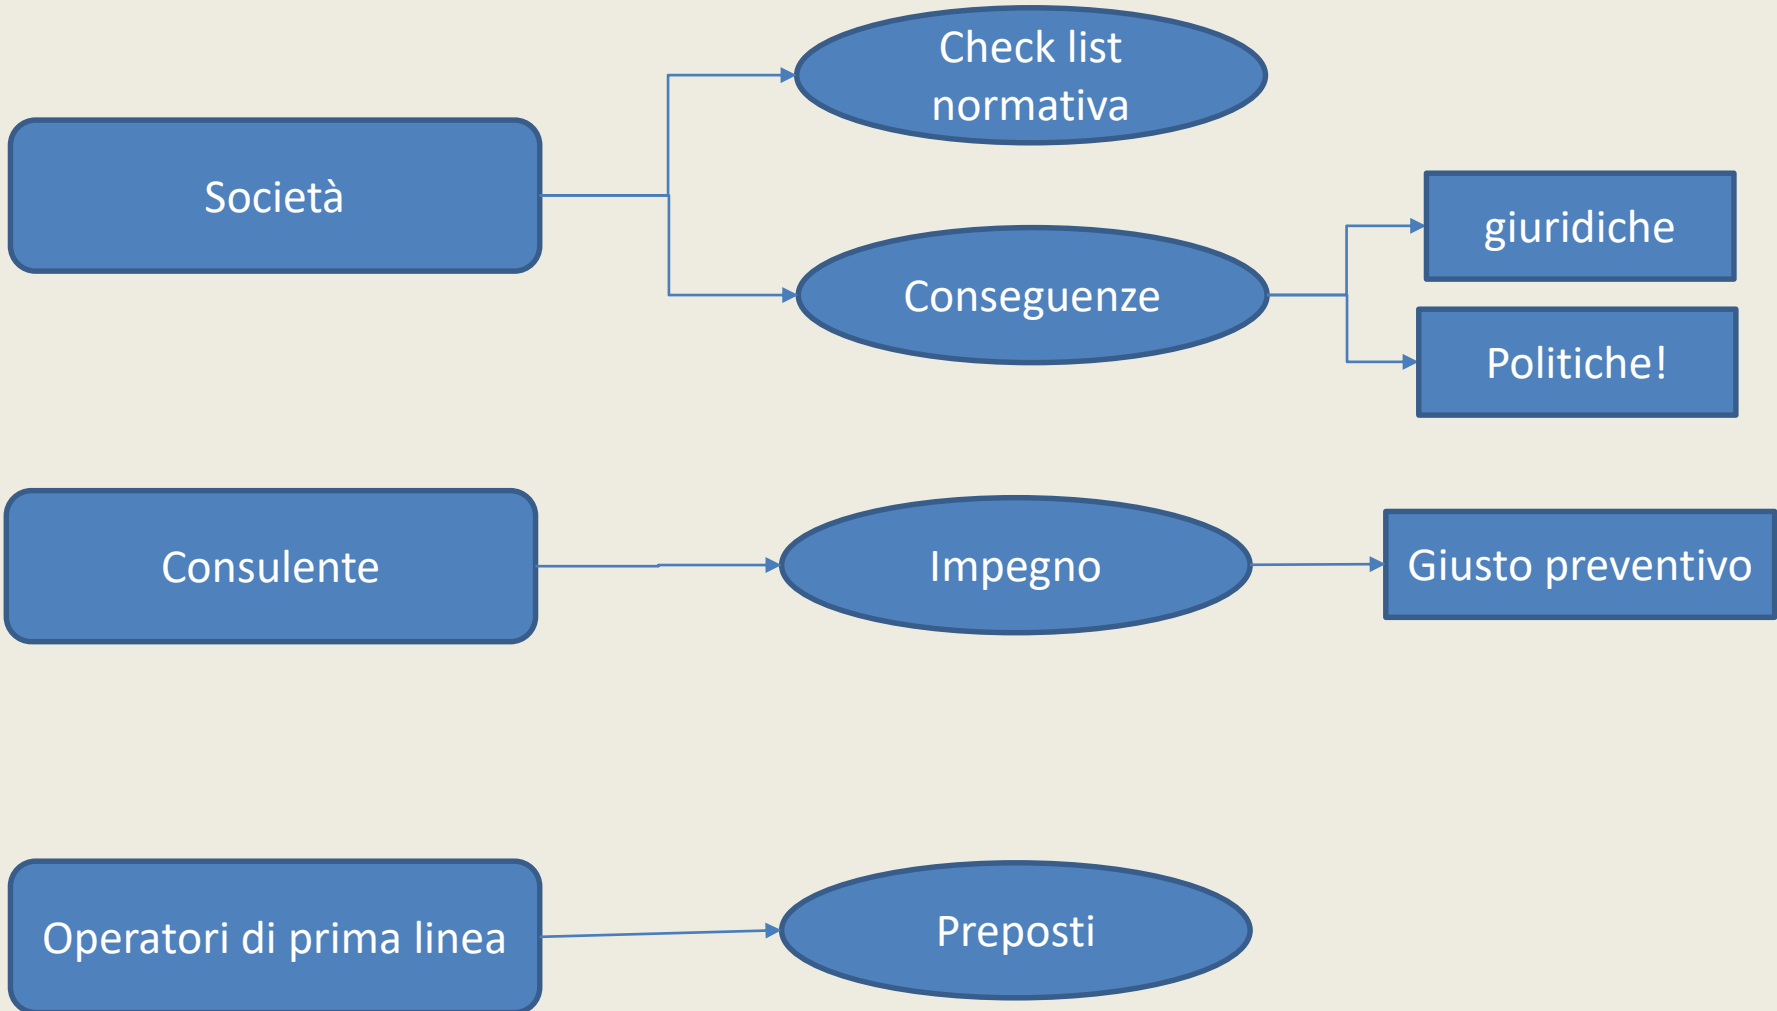 Check list
normativa
Società
giuridiche
Conseguenze
Politiche!
Consulente
Impegno
Giusto preventivo
Operatori di prima linea
Preposti